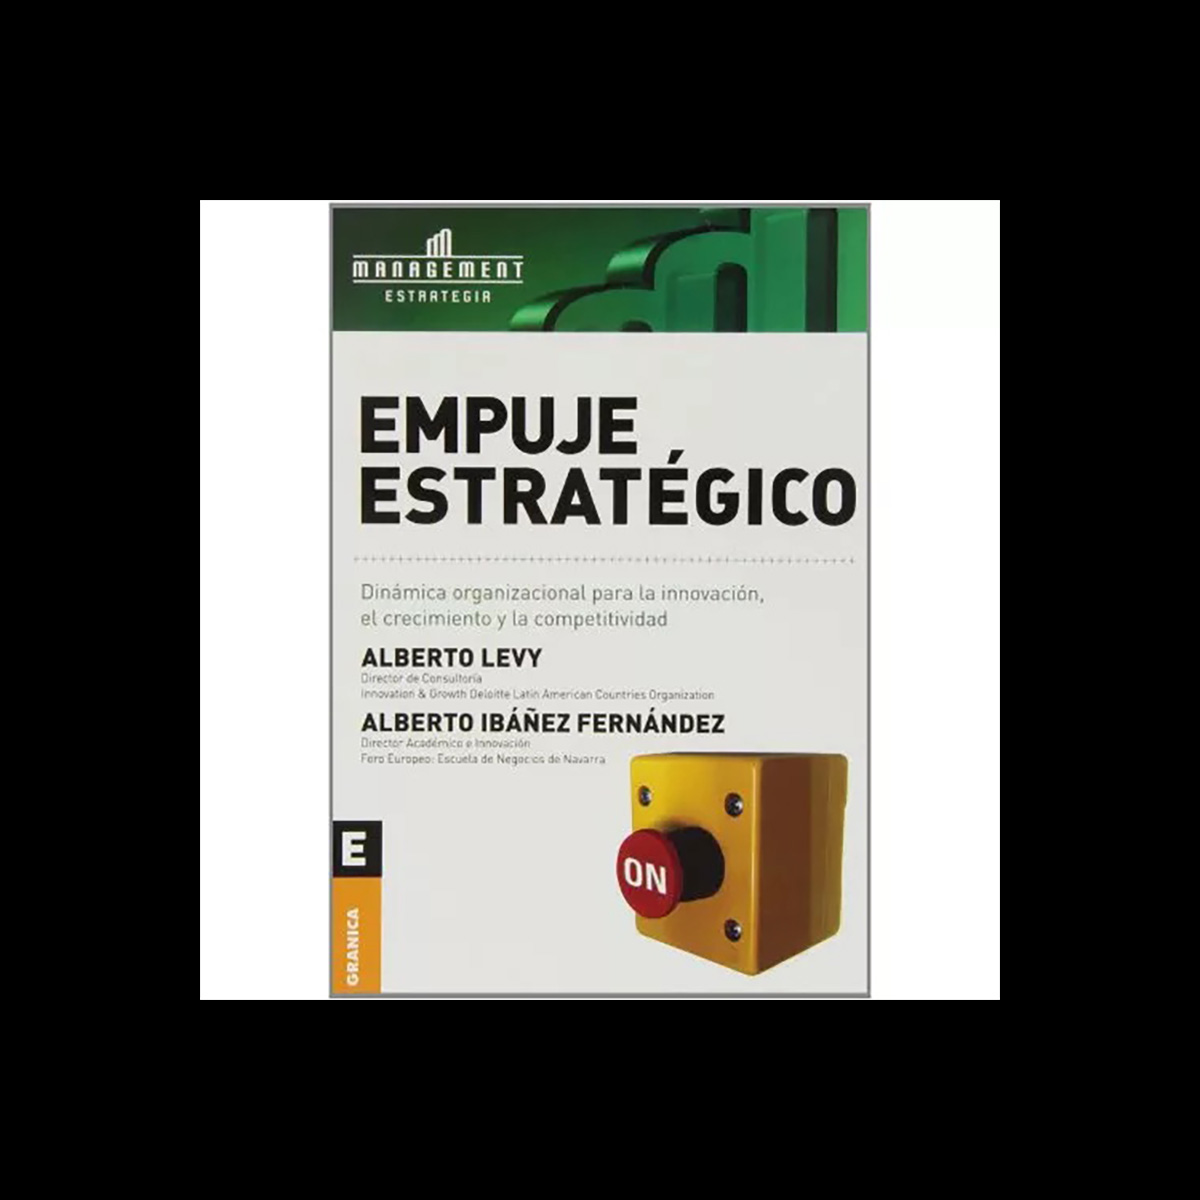 MANAGEMENT
ESTRATEGIA
EMPUJE
ESTRATÉGICO
Dinámica organizacional para la innovación,
el crecimiento y la competitividad
ALBERTO LEVY
Director de Consultoría
Innovation & Growth Deloitte Latin American Countries Organization
ALBERTO IBÁÑEZ FERNÁNDEZ
Director Académico e Innovación
Foro Europeo: Escuela de Negocios de Navarra
ON
E
GRANICA